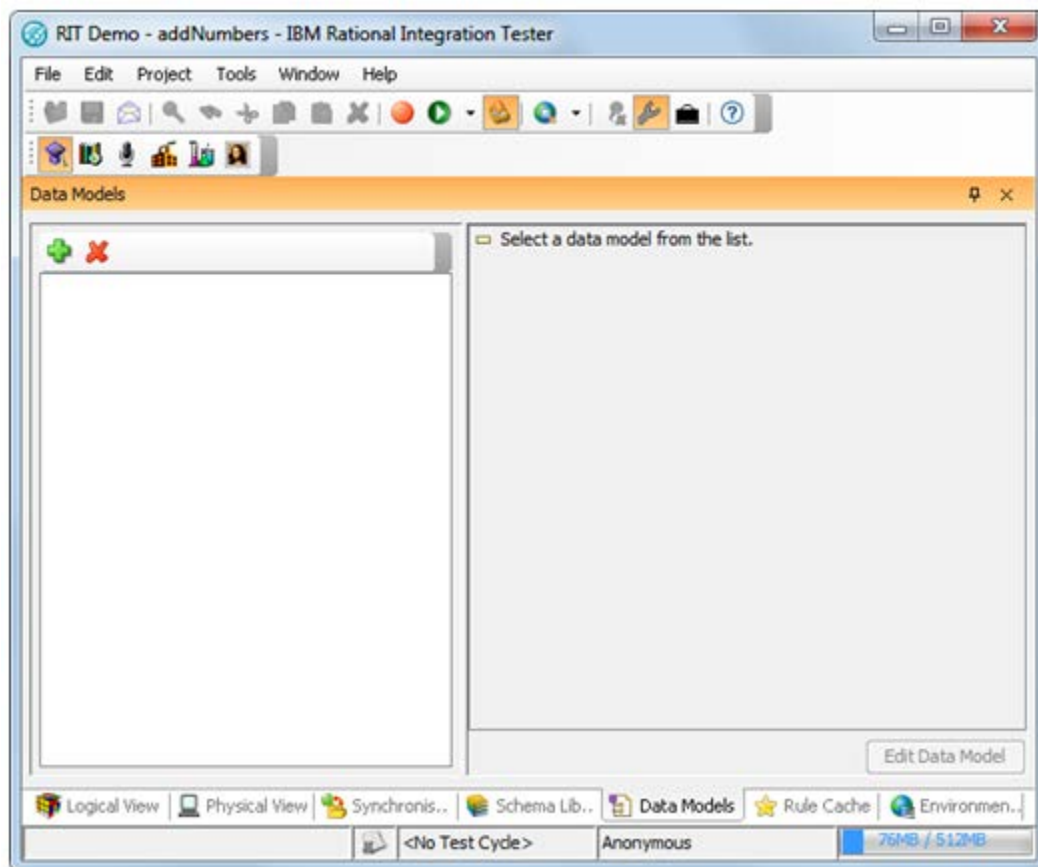 RIT Demo - addNumbers - IBM Rational Integration Tester
File Edit Project Tools Window Help
Data Models
Select a data model from the list.
Edit Data Model
Logical View Physical View Synchronis.. Schema Lib.. Data Models Rule Cache Environmen..
<No Test Cycle> Anonymous 76MB / 512MB